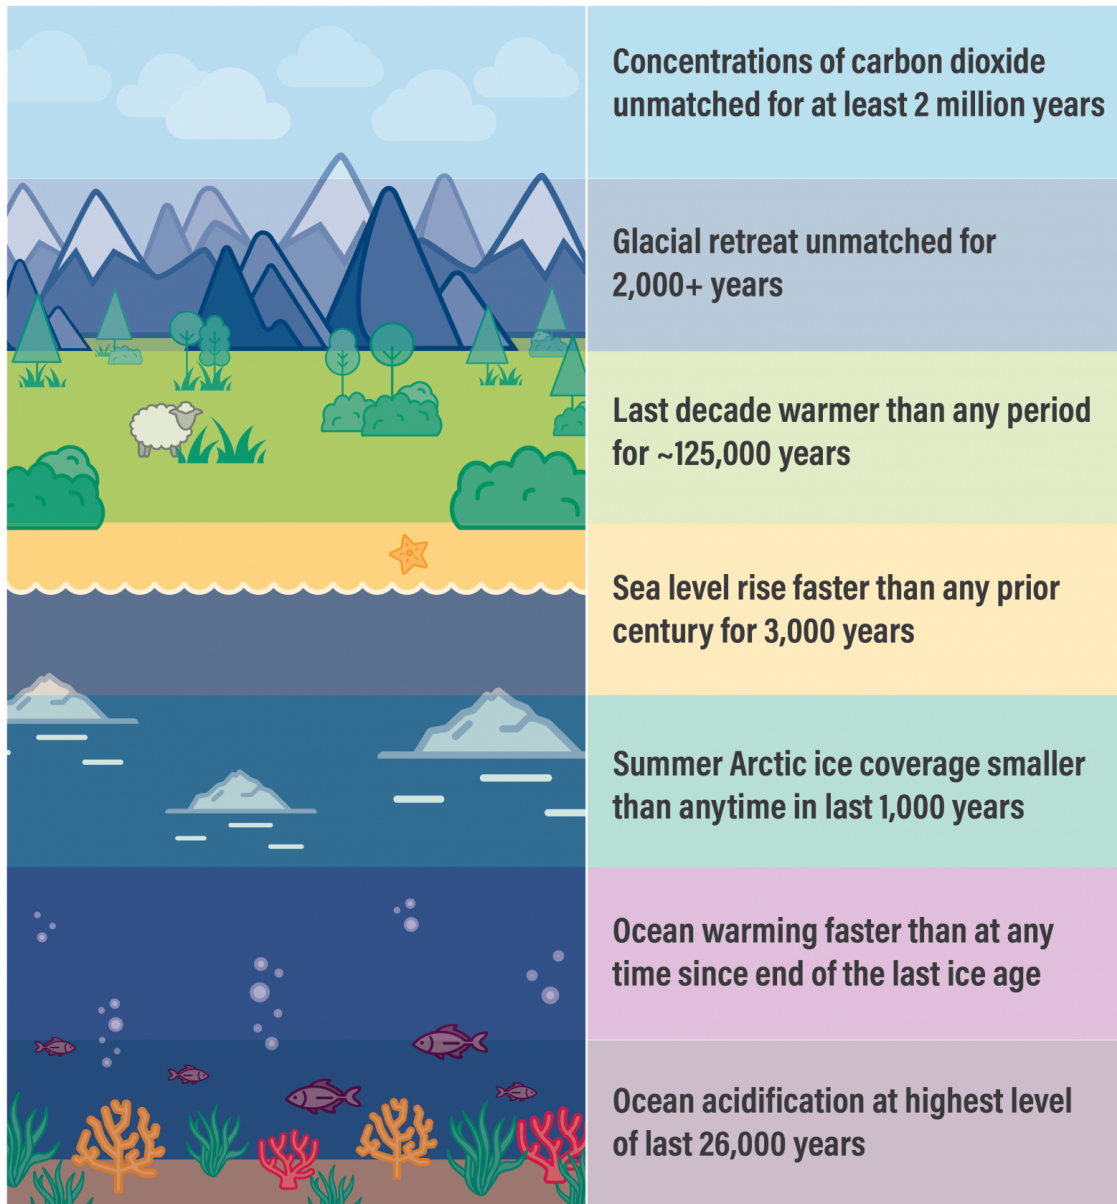 Concentrations of carbon dioxide
unmatched for at least 2 million years
Glacial retreat unmatched for
2,000+ years
Last decade warmer than any period
for ~125,000 years
Sea level rise faster than any prior
century for 3,000 years
Summer Arctic ice coverage smaller
than anytime in last 1,000 years
Ocean warming faster than at any
time since end of the last ice age
Ocean acidification at highest level
of last 26,000 years